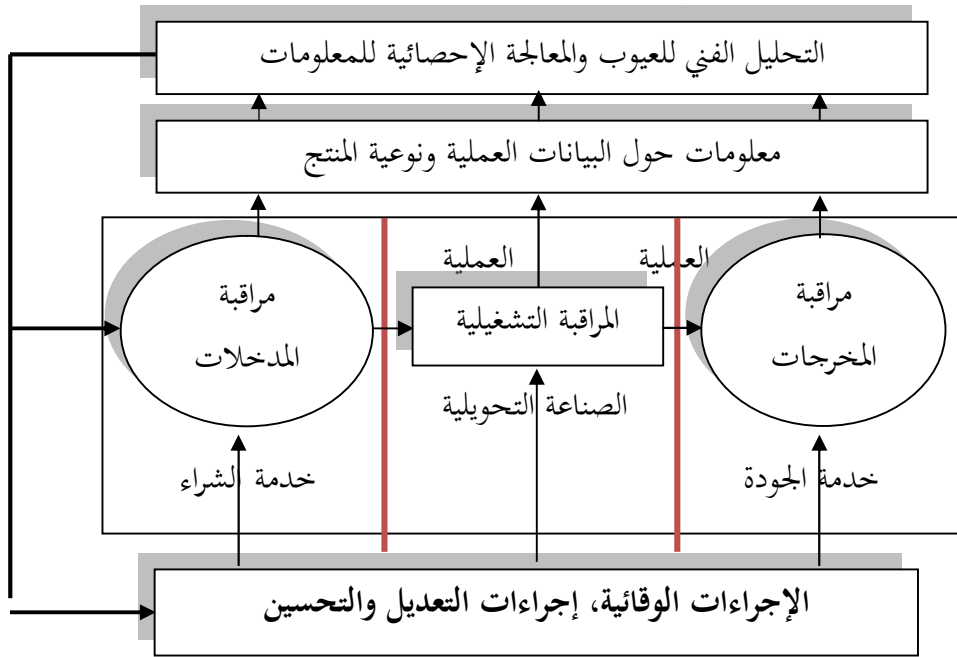 التحليل الفني للعيوب والمعالجة الإحصائية للمعلومات
معلومات حول البيانات العملية ونوعية المنتج
العملية
العملية
مراقبة
المخرجات
المراقبة التشغيلية
مراقبة
المدخلات
الصناعة التحويلية
خدمة الجودة
خدمة الشراء
الإجراءات الوقائية، إجراءات التعديل والتحسين